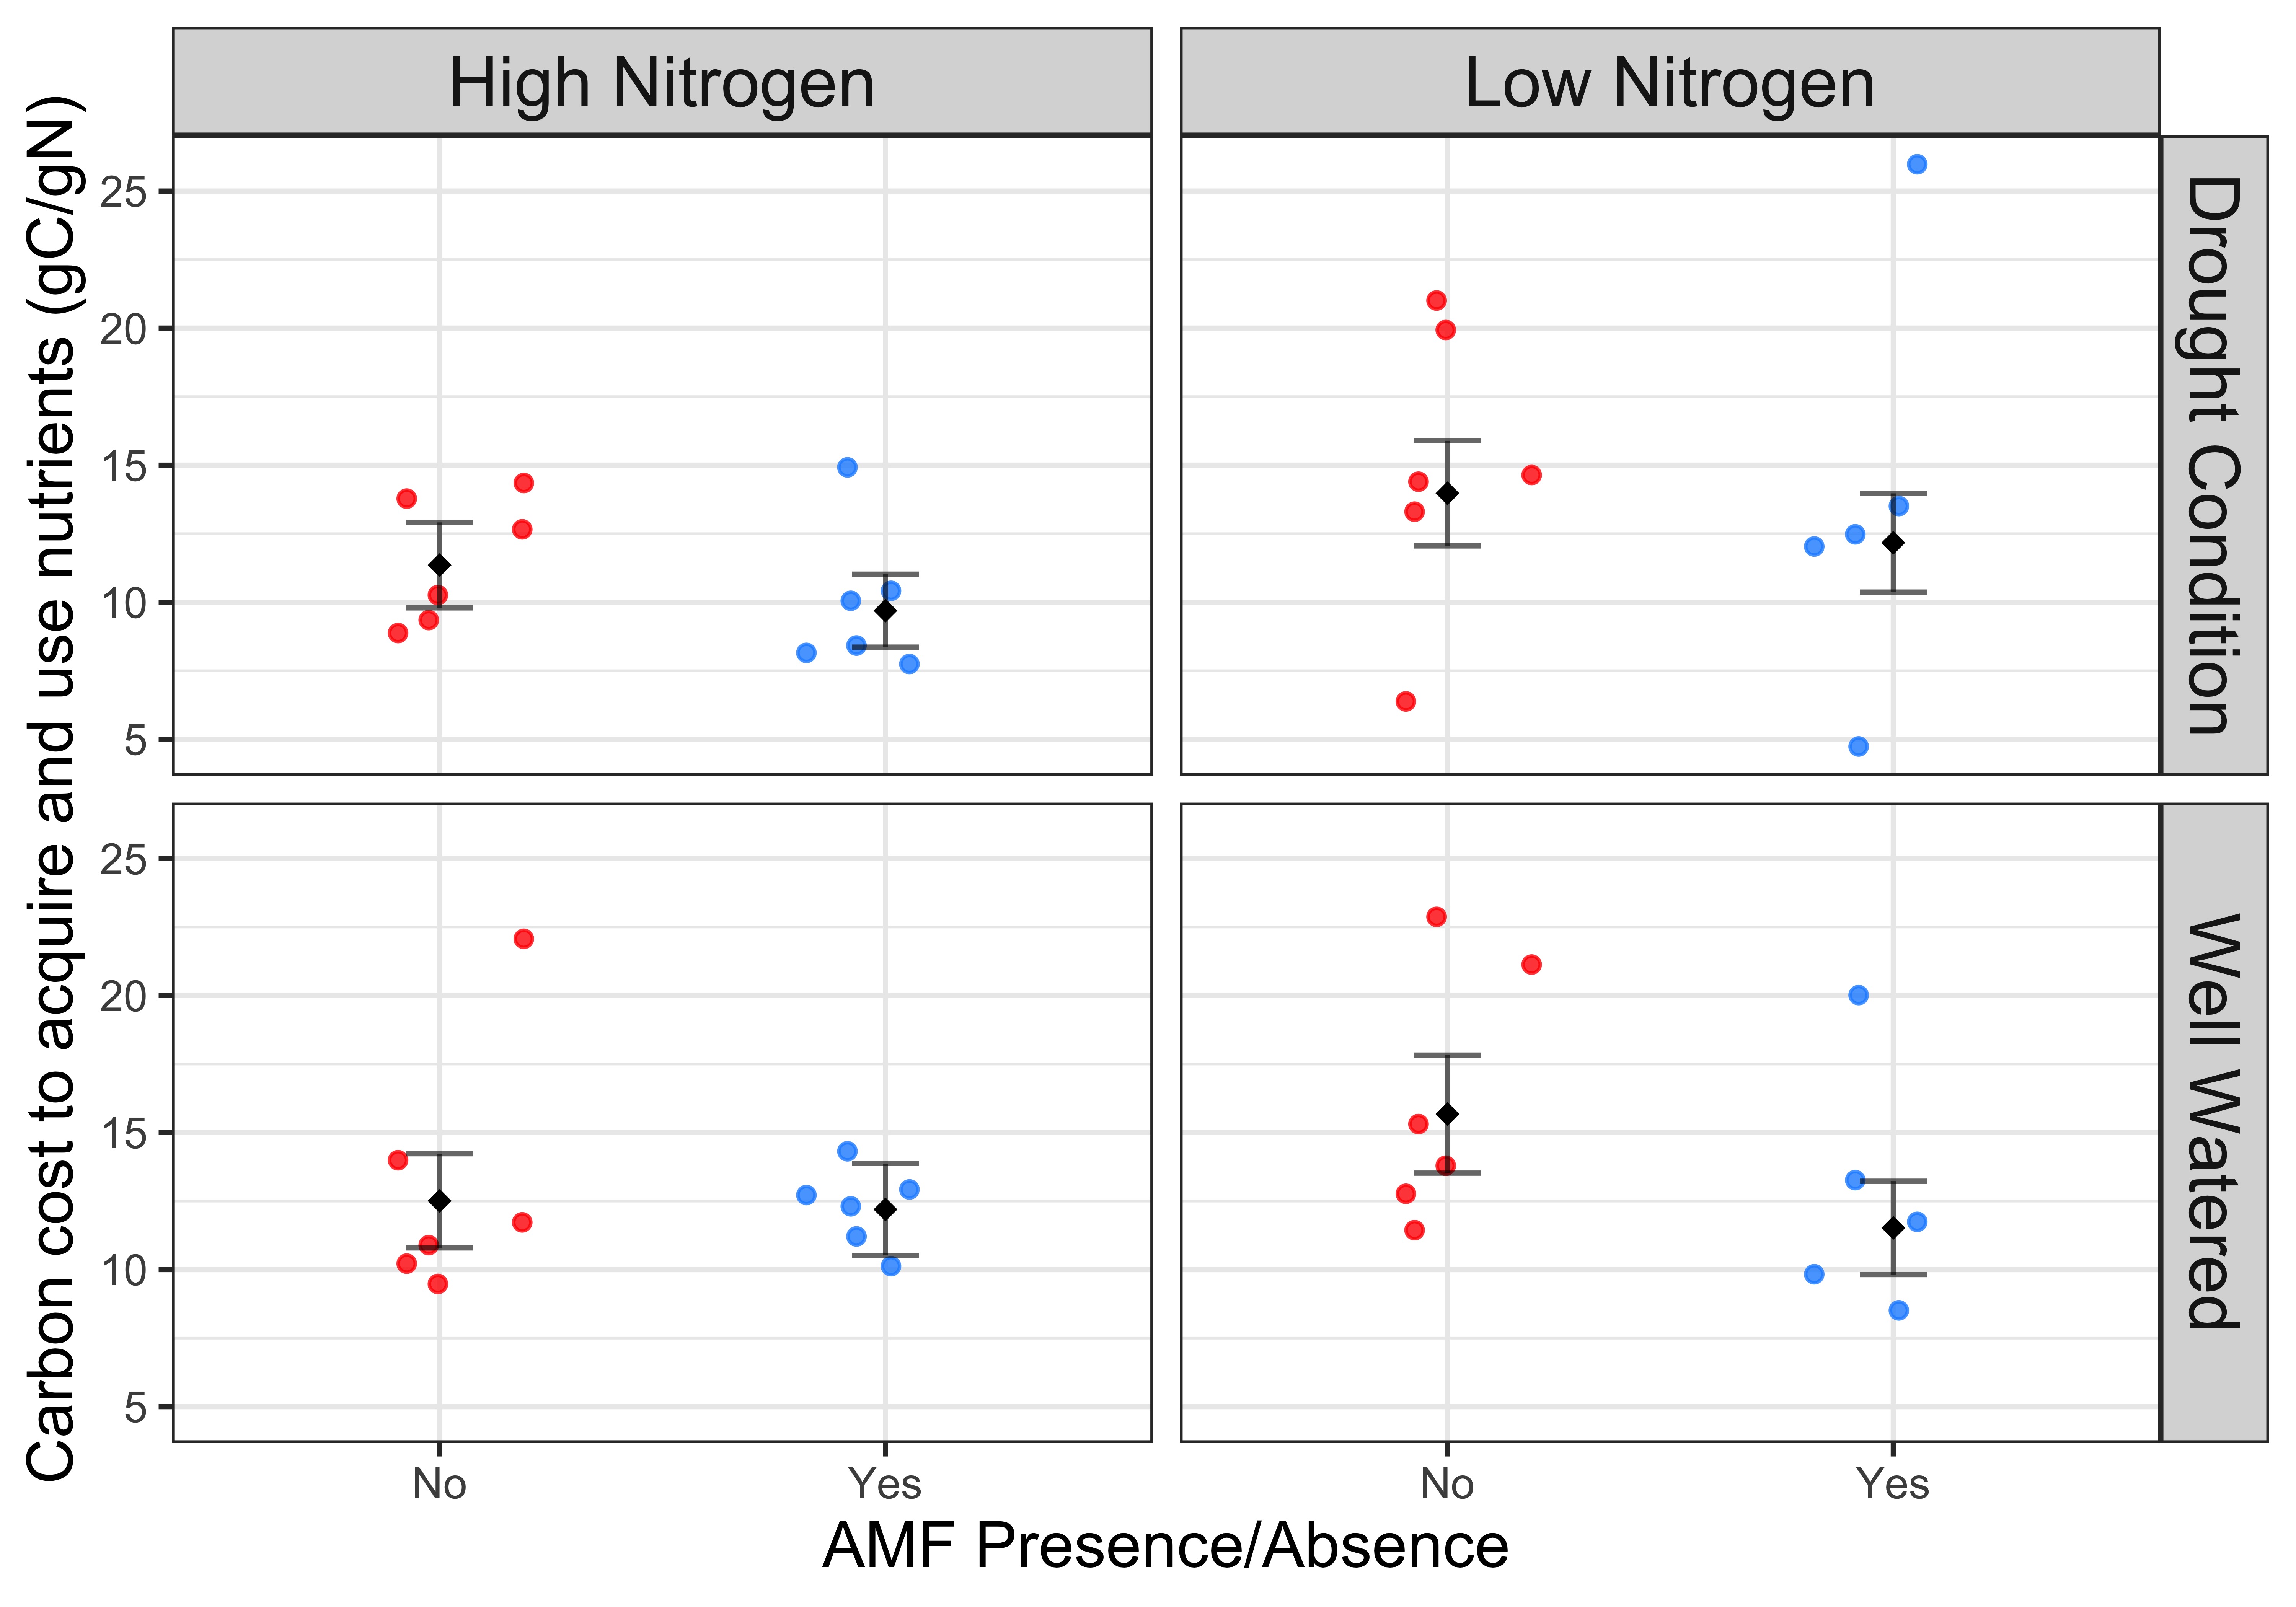 High Nitrogen
Low Nitrogen
Carbon cost to acquire and use nutrients (gC/gN)
25
20
15
10
5
Drought Condition
25
20
15
10
5
Well Watered
No
Yes
No
Yes
AMF Presence/Absence